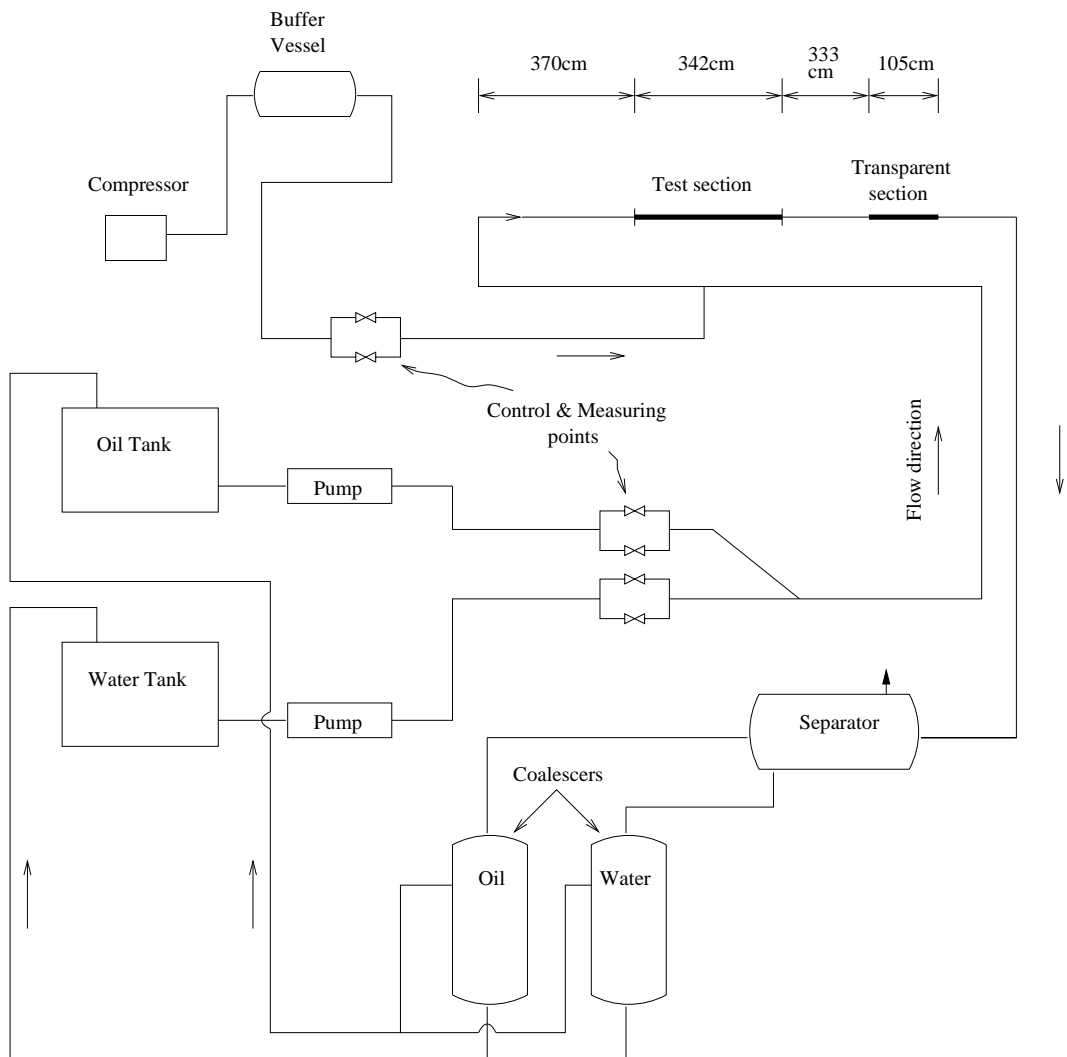 Buffer
Vessel
370cm
342cm
333
cm
105cm
Compressor
Test section
Transparent
section
Control & Measuring
points
Oil Tank
Pump
Flow direction
Water Tank
Pump
Separator
Coalescers
Oil
Water